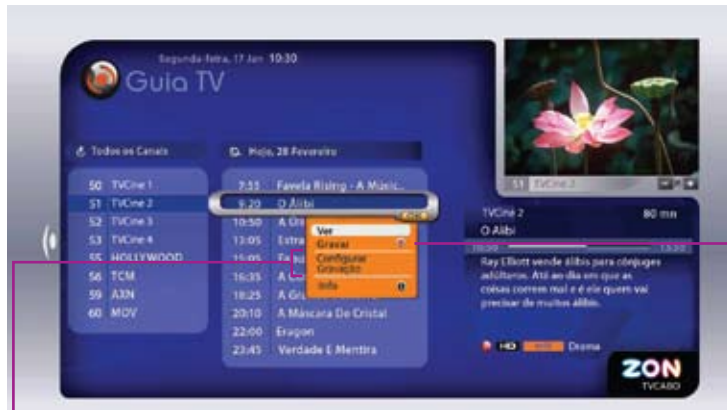 Segunda-feira, 17 Jan 10:30
Guia TV
Todos os Canais
Hoje, 28 Fevereiro
50 TVCine 1
51 TVCine 2
52 TVCine 3
53 TVCine 4
55 HOLLYWOOD
56 TCM
59 AXN
60 MOV
7:55 Favela Rising - A Músic...
9:20 O Álibi
OK
10:50 A
13:05 Extra
15:05
16:35 A
18:25 A
20:10 A Máscara De Cristal
22:00 Eragon
23:45 Verdade E Mentira
Ver
Gravar
Configurar
Gravação
Info
51 TVCine 2
TVCine 2 80 mn
O Álibi
Ray Elliott vende álibis para cônjuges
adúlteros. Até ao dia em que as
coisas correm mal e é ele quem vai
precisar de muitos álibis.
HD Drama
ZON
TVCABO